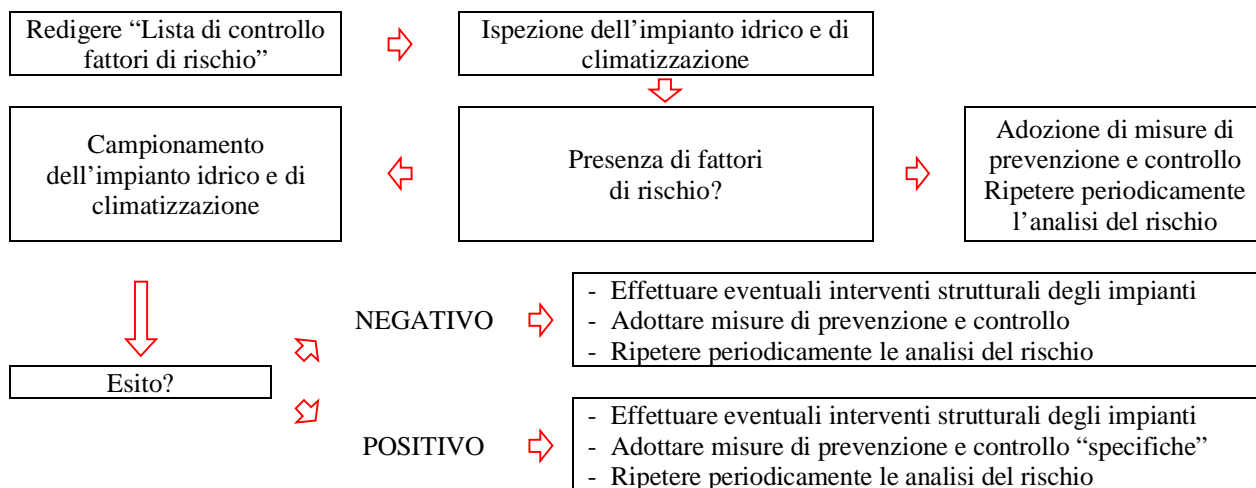 Redigere “Lista di controllo
fattori di rischio”
Ispezione dell’impianto idrico e di
climatizzazione
Campionamento
dell’impianto idrico e di
climatizzazione
Presenza di fattori
di rischio?
Adozione di misure di
prevenzione e controllo
Ripetere periodicamente
l’analisi del rischio
Esito?
NEGATIVO
- Effettuare eventuali interventi strutturali degli impianti
- Adottare misure di prevenzione e controllo
- Ripetere periodicamente le analisi del rischio
POSITIVO
- Effettuare eventuali interventi strutturali degli impianti
- Adottare misure di prevenzione e controllo “specifiche”
- Ripetere periodicamente le analisi del rischio